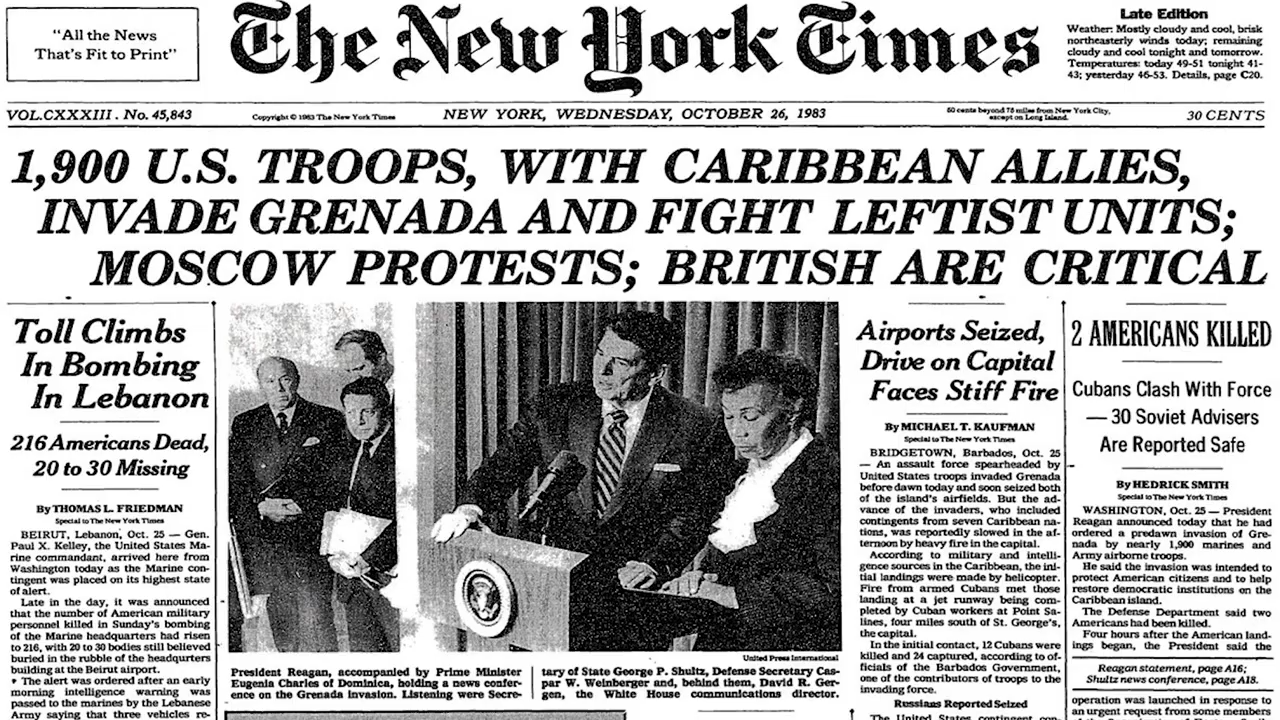 "All the News
That's Fit to Print"
The New York Times
Late Edition
Weather: Mostly cloudy and cool, brisk
northeasterly winds today; remaining
cloudy and cool tonight and tomorrow.
Temperatures: today 49-51 tonight 41-
43; yesterday 46-53. Details, page C20.
VOL.CXXXIII . No. 45,843
Copyright © 1983 The New York Times
NEW YORK, WEDNESDAY, OCTOBER 26, 1983
50 cents beyond 75 miles from New York City,
except on Long Island.
30 CENTS
1,900 U.S. TROOPS, WITH CARIBBEAN ALLIES,
INVADE GRENADA AND FIGHT LEFTIST UNITS;
MOSCOW PROTESTS; BRITISH ARE CRITICAL
Toll Climbs
In Bombing
In Lebanon
216 Americans Dead,
20 to 30 Missing
By THOMAS L. FRIEDMAN
Special to The New York Times
BEIRUT, Lebanon, Oct. 25 — Gen.
Paul X. Kelley, the United States Ma-
rine commandant, arrived here from
Washington today as the Marine con-
tingent was placed on its highest state
of alert.
Late in the day, it was announced
that the number of American military
personnel killed in Sunday's bombing
of the Marine headquarters had risen
to 216, with 20 to 30 bodies still believed
buried in the rubble of the headqurters
building at the Beirut airport.
The alert was ordered after an early
morning intelligence warning was
passed to the marines by the Lebanese
Army saying that three vehicles re-
United Press International
President Reagan, accompanied by Prime Minister
Eugenia Charles of Dominica, holding a news confer-
ence on the Grenada invasion. Listening were Secre-
tary of State George P. Shultz, Defense Secretary Cas-
par W. Weinberger and, behind them, David R. Ger-
gen, the White House communications director.
Airports Seized,
Drive on Capital
Faces Stiff Fire
By MICHAEL T. KAUFMAN
Special to The New York Times
BRIDGETOWN, Barbados, Oct. 25
— An assault force spearheaded by
United States troops invaded Grenada
before dawn today and soon seized both
of the island's airfields. But the ad-
vance of the invaders, who included
contingents from seven Caribbean na-
tions, was reportedly slowed in the af-
ternoon by heavy fire in the capital.
According to military and intelli-
gence sources in the Caribbean, the ini-
tial landings were made by helicopter.
Fire from armed Cubans met those
landing at a jet runway being com-
pleted by Cuban workers at Point Sa-
lines, four miles south of St. George's,
the capital.
In the initial contact, 12 Cubans were
killed and 24 captured, according to of-
ficials of the Barbados Government,
one of the contributors of troops to the
invading force.
Russians Reported Seized
The United States contingent con-
2 AMERICANS KILLED
Cubans Clash With Force
— 30 Soviet Advisers
Are Reported Safe
By HEDRICK SMITH
Special to The New York Times
WASHINGTON, Oct. 25 — President
Reagan announced today that he had
ordered a predawn invasion of Gre-
nada by nearly 1,900 marines and
Army airborne troops.
He said the invasion was intended to
protect American citizens and to help
restore democratic institutions on the
Caribbean island.
The Defense Department said two
Americans had been killed.
Four hours after the American land-
ings began, the President said the
Reagan statement, page A16;
Shultz news conference, page A18.
operation was launched in response to
an urgent request from some members